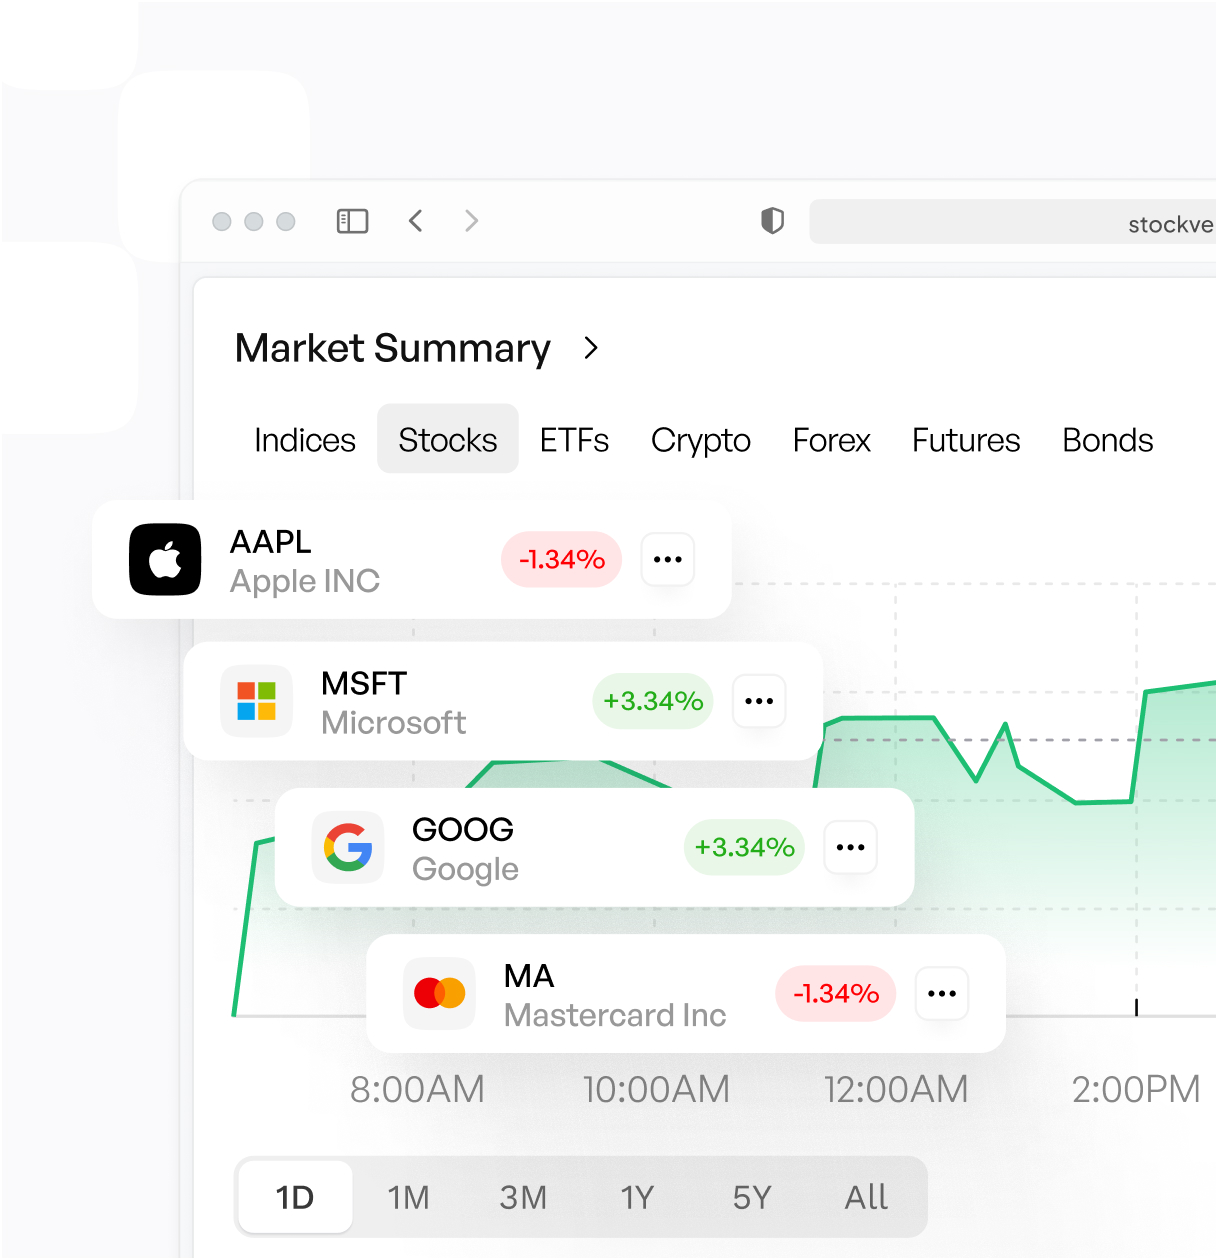 stockve
Market Summary
Indices Stocks ETFs Crypto Forex Futures Bonds
AAPL
Apple INC
-1.34%
MSFT
Microsoft
+3.34%
GOOG
Google
+3.34%
MA
Mastercard Inc
-1.34%
8:00AM 10:00AM 12:00AM 2:00PM
1D 1M 3M 1Y 5Y All